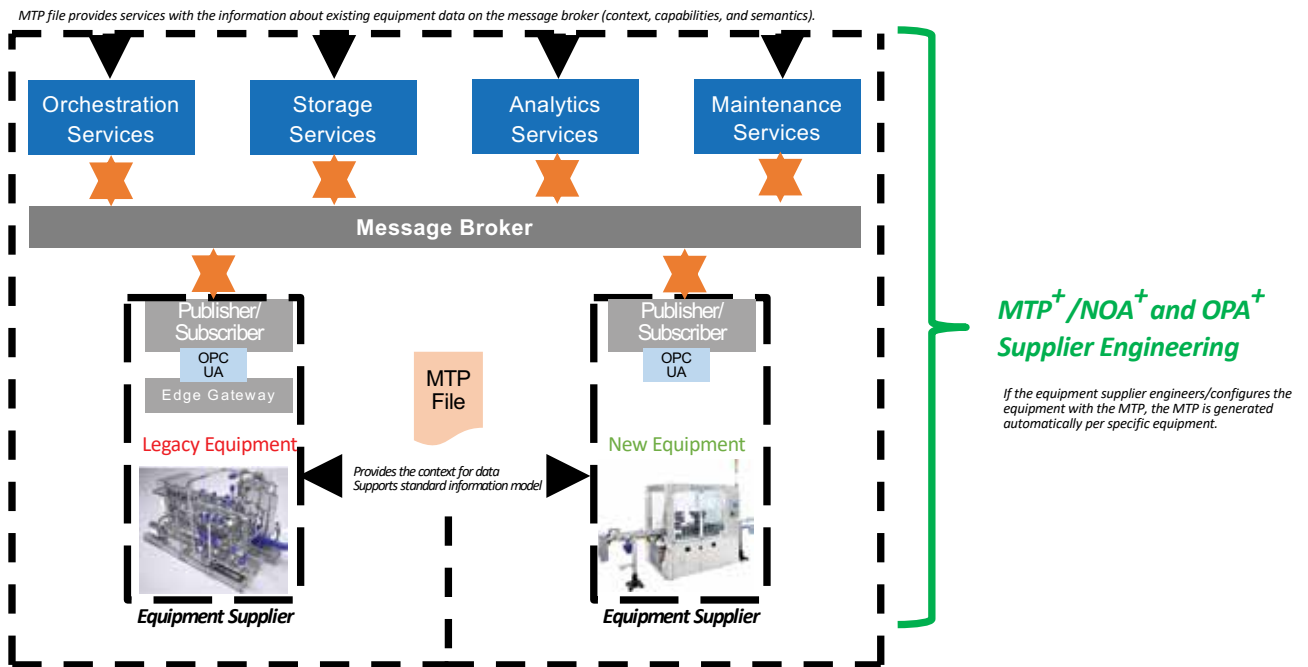 MTP file provides services with the information about existing equipment data on the message broker (context, capabilities, and semantics).
Orchestration
Services
Storage
Services
Analytics
Services
Maintenance
Services
Message Broker
Publisher/
Subscriber
OPC
UA
Edge Gateway
Legacy Equipment
Equipment Supplier
MTP
File
Provides the context for data
Supports standard information model
Publisher/
Subscriber
OPC
UA
New Equipment
Equipment Supplier
MTP+/NOA+ and OPA+
Supplier Engineering
If the equipment supplier engineers/configures the
equipment with the MTP, the MTP is generated
automatically per specific equipment.